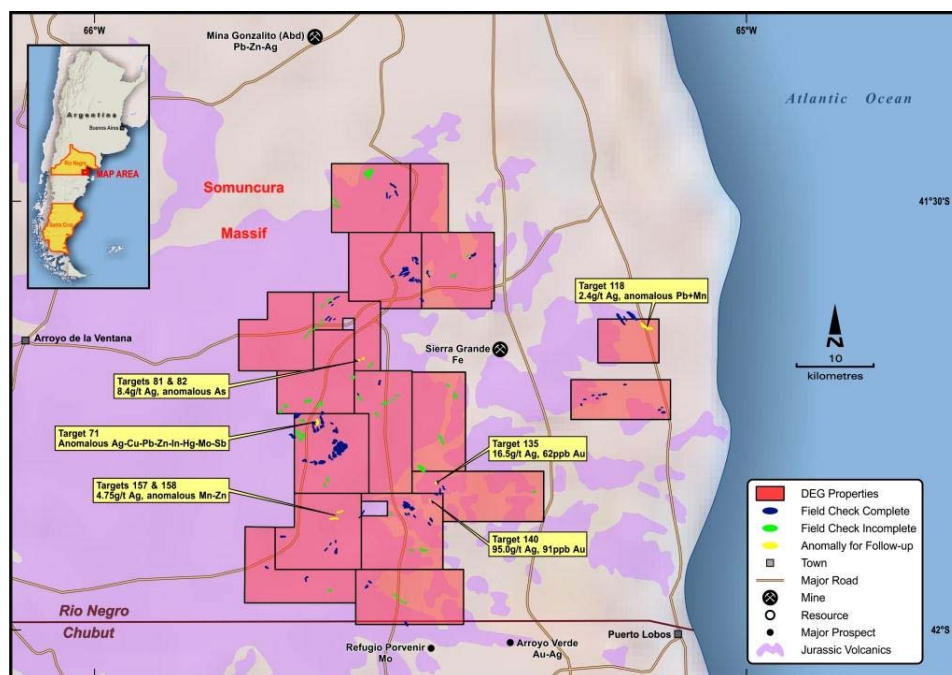 66°W
65°W
Mina Gonzalito (Abd)
Pb-Zn-Ag
Atlantic Ocean
Argentina
Buenos Aires
Rio Negro
MAP AREA
Santa Cruz
Somuncura
Massif
41°30'S
Target 118
2.4g/t Ag, anomalous Pb+Mn
Arroyo de la Ventana
Sierra Grande
Fe
10
kilometres
Targets 81 & 82
8.4g/t Ag, anomalous As
Target 71
Anomalous Ag-Cu-Pb-Zn-In-Hg-Mo-Sb
Target 135
16.5g/t Ag, 62ppb Au
Targets 157 & 158
4.75g/t Ag, anomalous Mn-Zn
Target 140
95.0g/t Ag, 91ppb Au
DEG Properties
Field Check Complete
Field Check Incomplete
Anomally for Follow-up
Town
Major Road
Mine
Resource
Major Prospect
Jurassic Volcanics
Rio Negro
Chubut
Puerto Lobos
42°S
Refugio Porvenir
Mo
Arroyo Verde
Au-Ag